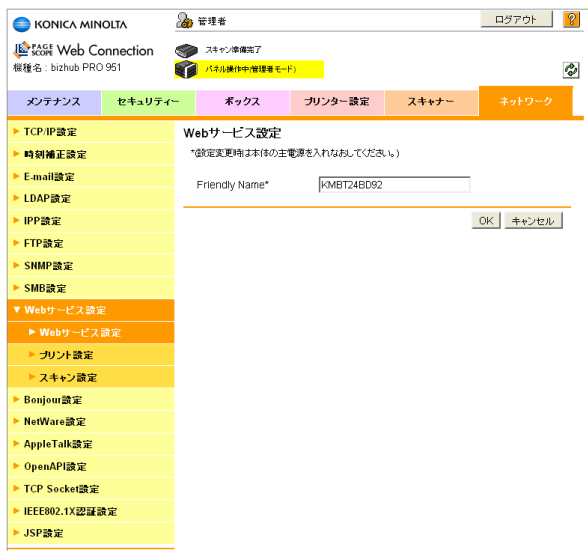 KONICA MINOLTA
管理者
ログアウト
?
PAGE SCOPE Web Connection
スキャン準備完了
機種名 : bizhub PRO 951
パネル操作中(管理者モード)
メンテナンス
セキュリティー
ボックス
プリンター設定
スキャナー
ネットワーク
TCP/IP設定
時刻補正設定
E-mail設定
LDAP設定
IPP設定
FTP設定
SNMP設定
SMB設定
Webサービス設定
Webサービス設定
プリント設定
スキャン設定
Bonjour設定
NetWare設定
AppleTalk設定
OpenAPI設定
TCP Socket設定
IEEE802.1X認証設定
JSP設定
Webサービス設定
*(設定変更時は本体の主電源を入れなおしてください。)
Friendly Name*
KMBT24BD92
OK
キャンセル